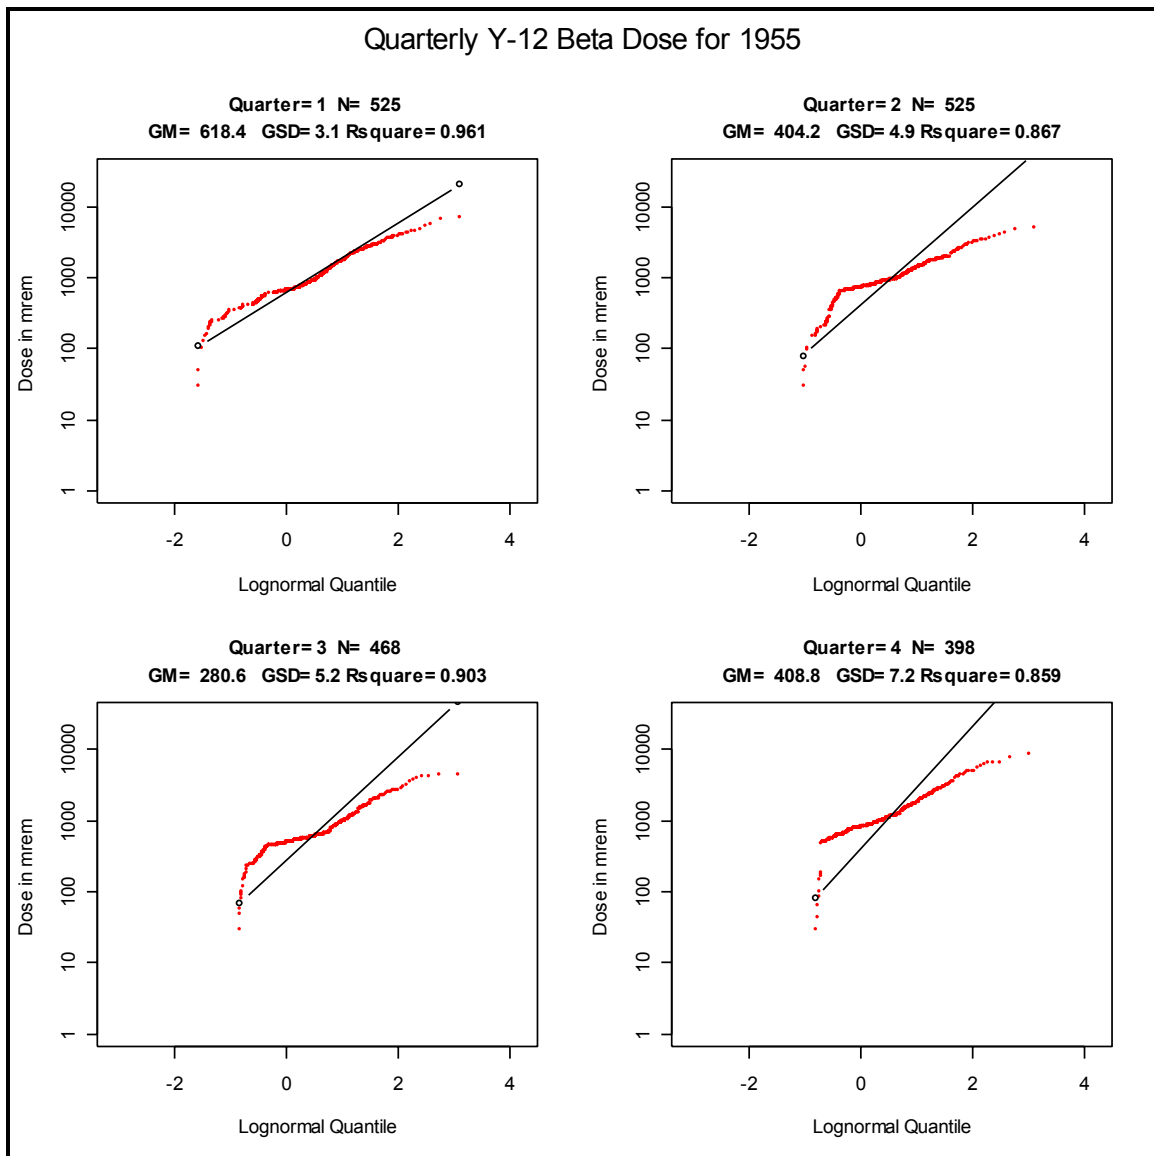 Quarterly Y-12 Beta Dose for 1955
Quarter= 1 N= 525
GM= 618.4 GSD= 3.1 Rsquare= 0.961
Dose in mrem
10000
1000
100
10
1
-2 0 2 4
Lognormal Quantile
Quarter= 2 N= 525
GM= 404.2 GSD= 4.9 Rsquare= 0.867
Dose in mrem
10000
1000
100
10
1
-2 0 2 4
Lognormal Quantile
Quarter= 3 N= 468
GM= 280.6 GSD= 5.2 Rsquare= 0.903
Dose in mrem
10000
1000
100
10
1
-2 0 2 4
Lognormal Quantile
Quarter= 4 N= 398
GM= 408.8 GSD= 7.2 Rsquare= 0.859
Dose in mrem
10000
1000
100
10
1
-2 0 2 4
Lognormal Quantile